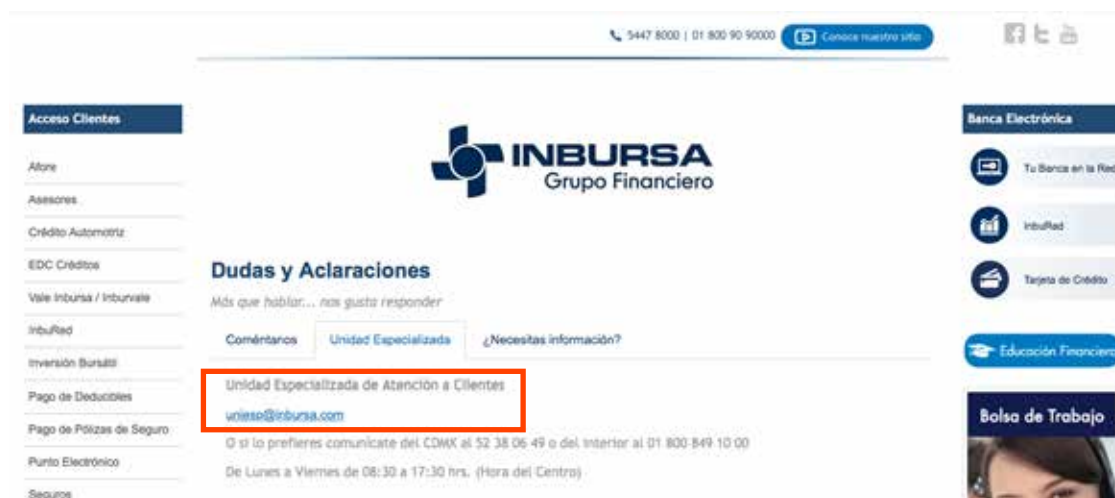 5447 8000 | 01 800 90 90000
Conoce nuestro sitio
Acceso Clientes
Afore
Asesores
Crédito Automotriz
EDC Créditos
Vale Inbursa / Inburvale
InbuRed
Inversión Bursátil
Pago de Deducibles
Pago de Pólizas de Seguro
Punto Electrónico
Seguros
INBURSA
Grupo Financiero
Dudas y Aclaraciones
Más que hablar... nos gusta responder
Coméntanos
Unidad Especializada
¿Necesitas información?
Unidad Especializada de Atención a Clientes
uniesp@inbursa.com
O si lo prefieres comunícate del CDMX al 52 38 06 49 o del interior al 01 800 849 10 00
De Lunes a Viernes de 08:30 a 17:30 hrs. (Hora del Centro)
Banca Electrónica
Tu Banca en la Red
InbuRed
Tarjeta de Crédito
Educación Financiera
Bolsa de Trabajo